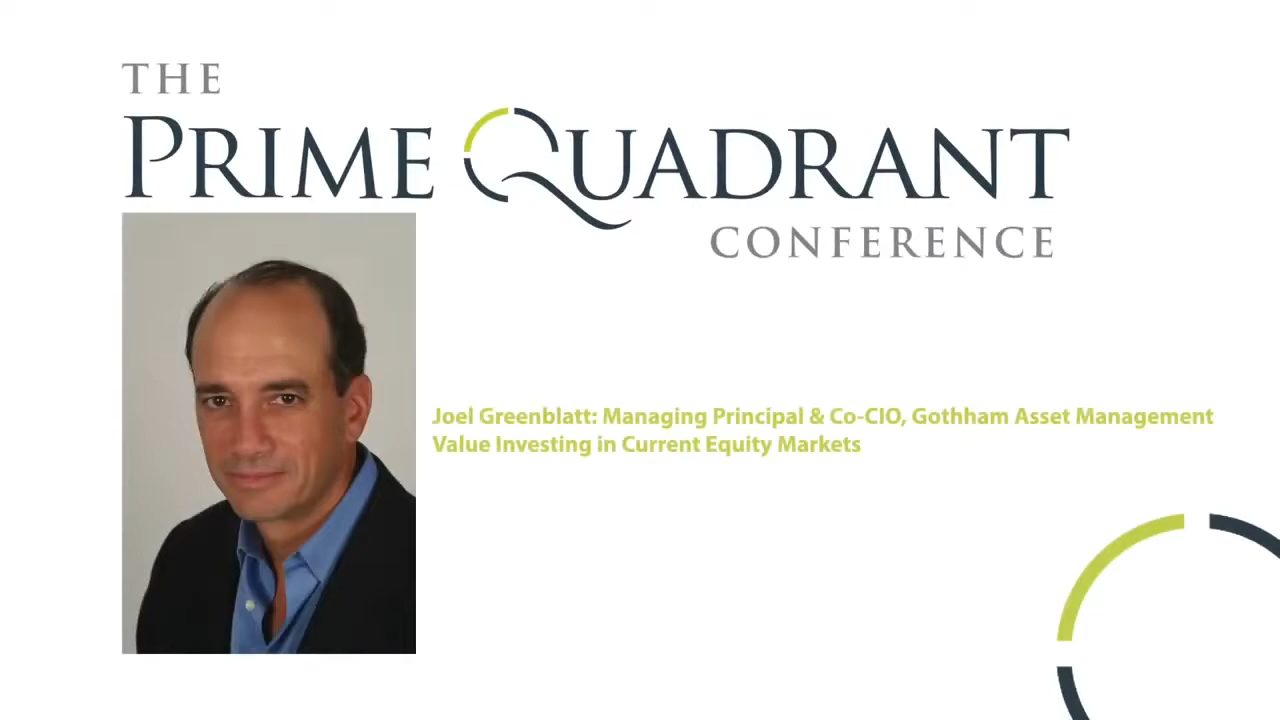 THE
PRIME QUADRANT
CONFERENCE
Joel Greenblatt: Managing Principal & Co-CIO, Gothham Asset Management
Value Investing in Current Equity Markets